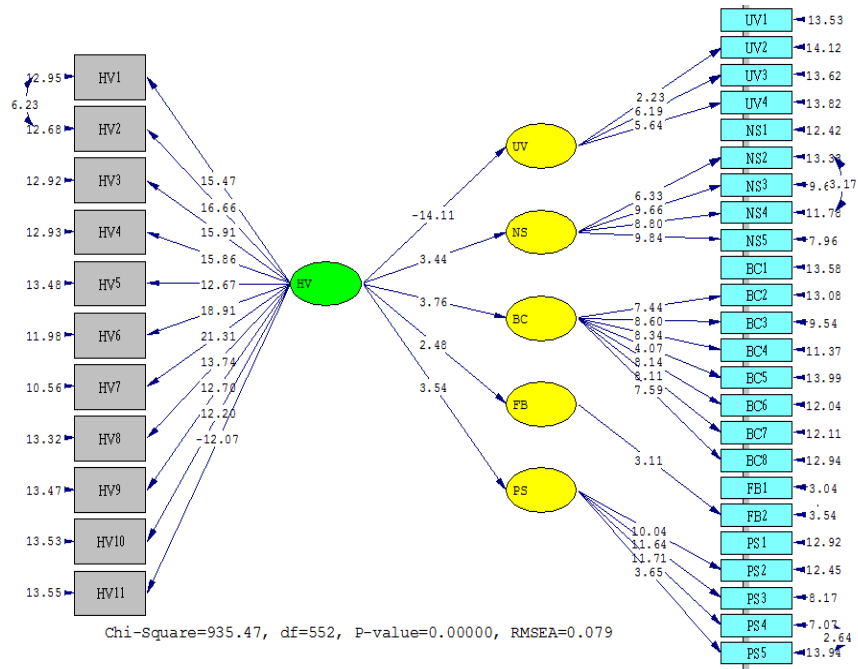 UV1 13.53
12.95 HV1 UV2 14.12
6.23 UV3 13.62
2.23
6.19
5.64
12.68 HV2 UV4 13.82
NS1 12.42
UV
12.92 HV3 NS2 13.33
15.47
16.66
15.91
15.86
12.67
18.91
21.31
13.74
12.70
12.20
-12.07
6.33
9.66
8.80
9.84
NS3 3.17
NS4 11.78
12.93 HV4 NS5 7.96
-14.11
NS
3.44
BC1 13.58
13.48 HV5 HV
BC2 13.08
3.76
BC
7.44
8.60
8.34
4.07
8.14
8.11
7.59
BC3 9.54
11.98 HV6
2.48
BC4 11.37
BC5 13.99
10.56 HV7
3.54
FB
BC6 12.04
BC7 12.11
13.32 HV8
3.11
BC8 12.94
13.47 HV9 PS
FB1 3.04
FB2 3.54
13.53 HV10
10.04
11.64
11.71
3.65
PS1 12.92
PS2 12.45
13.55 HV11
PS3 8.17
PS4 7.07
2.64
PS5 13.94
Chi-Square=935.47, df=552, P-value=0.00000, RMSEA=0.079